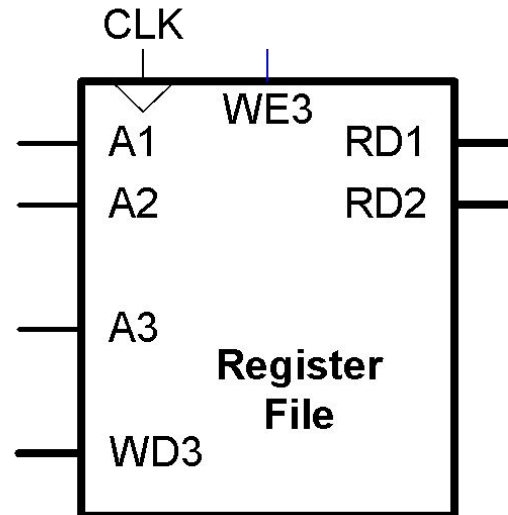 CLK
WE3
A1
RD1
A2
RD2
A3
Register
File
WD3